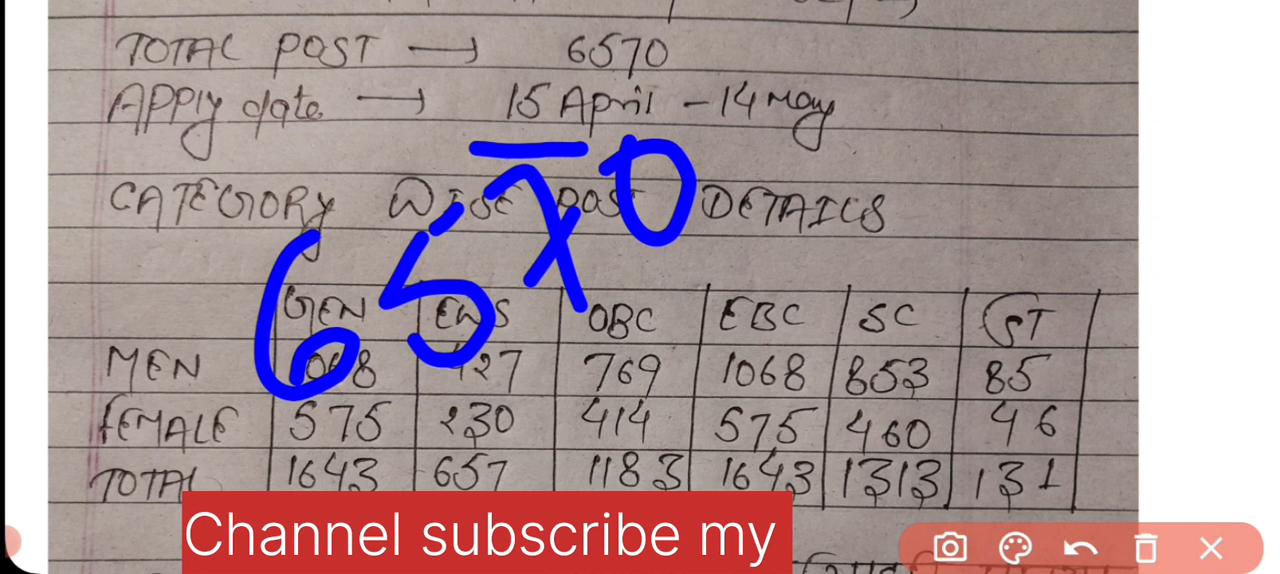 TOTAL POST → 6570
APPly date → 15 April - 14 May
CATEGORY WISE POST DETAILS
6570
GEN EWS OBC EBC SC ST
MEN 1068 427 769 1068 853 85
FEMALE 575 230 414 575 460 46
TOTAL 1643 657 1183 1643 1313 131
Channel subscribe my